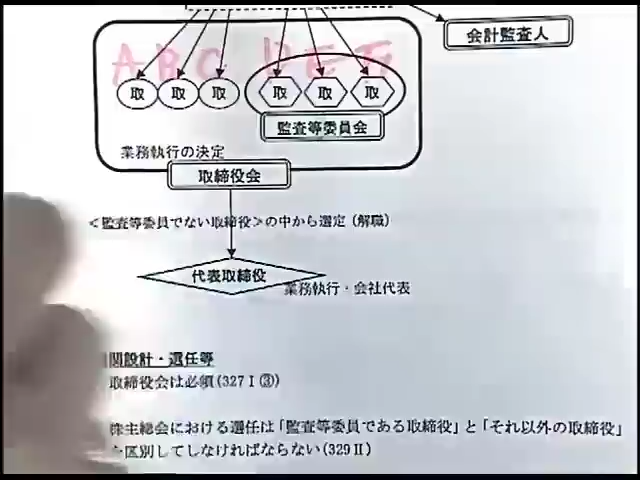 会計監査人
A B C D E F
取 取 取 取 取 取
監査等委員会
業務執行の決定
取締役会
<監査等委員でない取締役>の中から選定(解職)
代表取締役
業務執行・会社代表
関設計・選任等
取締役会は必須(327Ⅰ③)
株主総会における選任は「監査等委員である取締役」と「それ以外の取締役」
を区別してしなければならない(329Ⅱ)